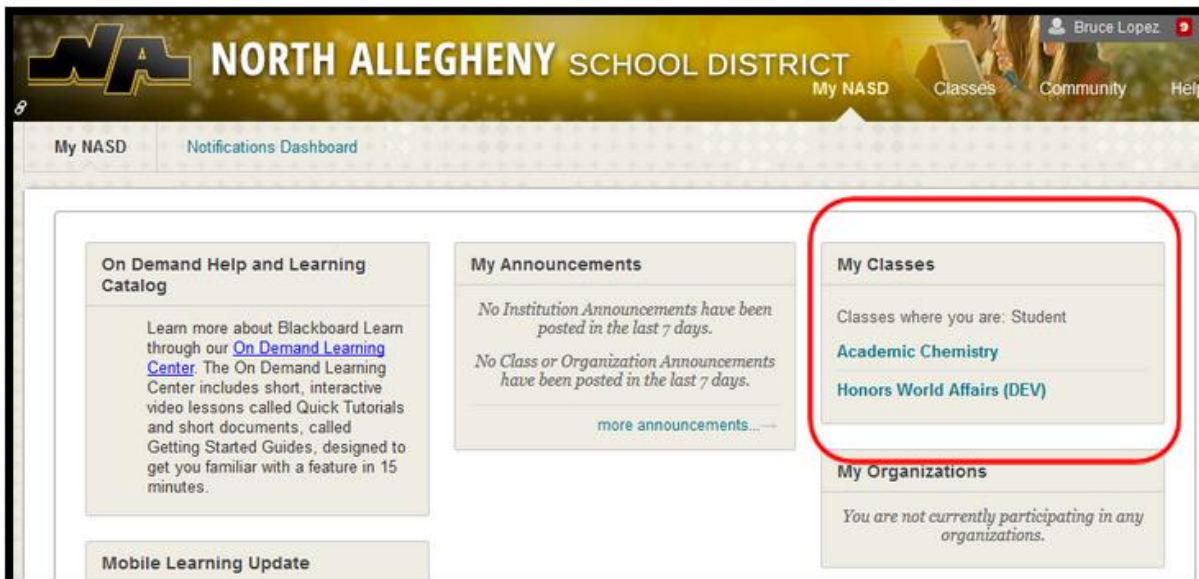 NA
NORTH ALLEGHENY SCHOOL DISTRICT
Bruce Lopez 9
My NASD Classes Community Help
My NASD Notifications Dashboard
On Demand Help and Learning
Catalog
Learn more about Blackboard Learn
through our On Demand Learning
Center. The On Demand Learning
Center includes short, interactive
video lessons called Quick Tutorials
and short documents, called
Getting Started Guides, designed to
get you familiar with a feature in 15
minutes.
Mobile Learning Update
My Announcements
No Institution Announcements have been
posted in the last 7 days.
No Class or Organization Announcements
have been posted in the last 7 days.
more announcements...→
My Classes
Classes where you are: Student
Academic Chemistry
Honors World Affairs (DEV)
My Organizations
You are not currently participating in any
organizations.